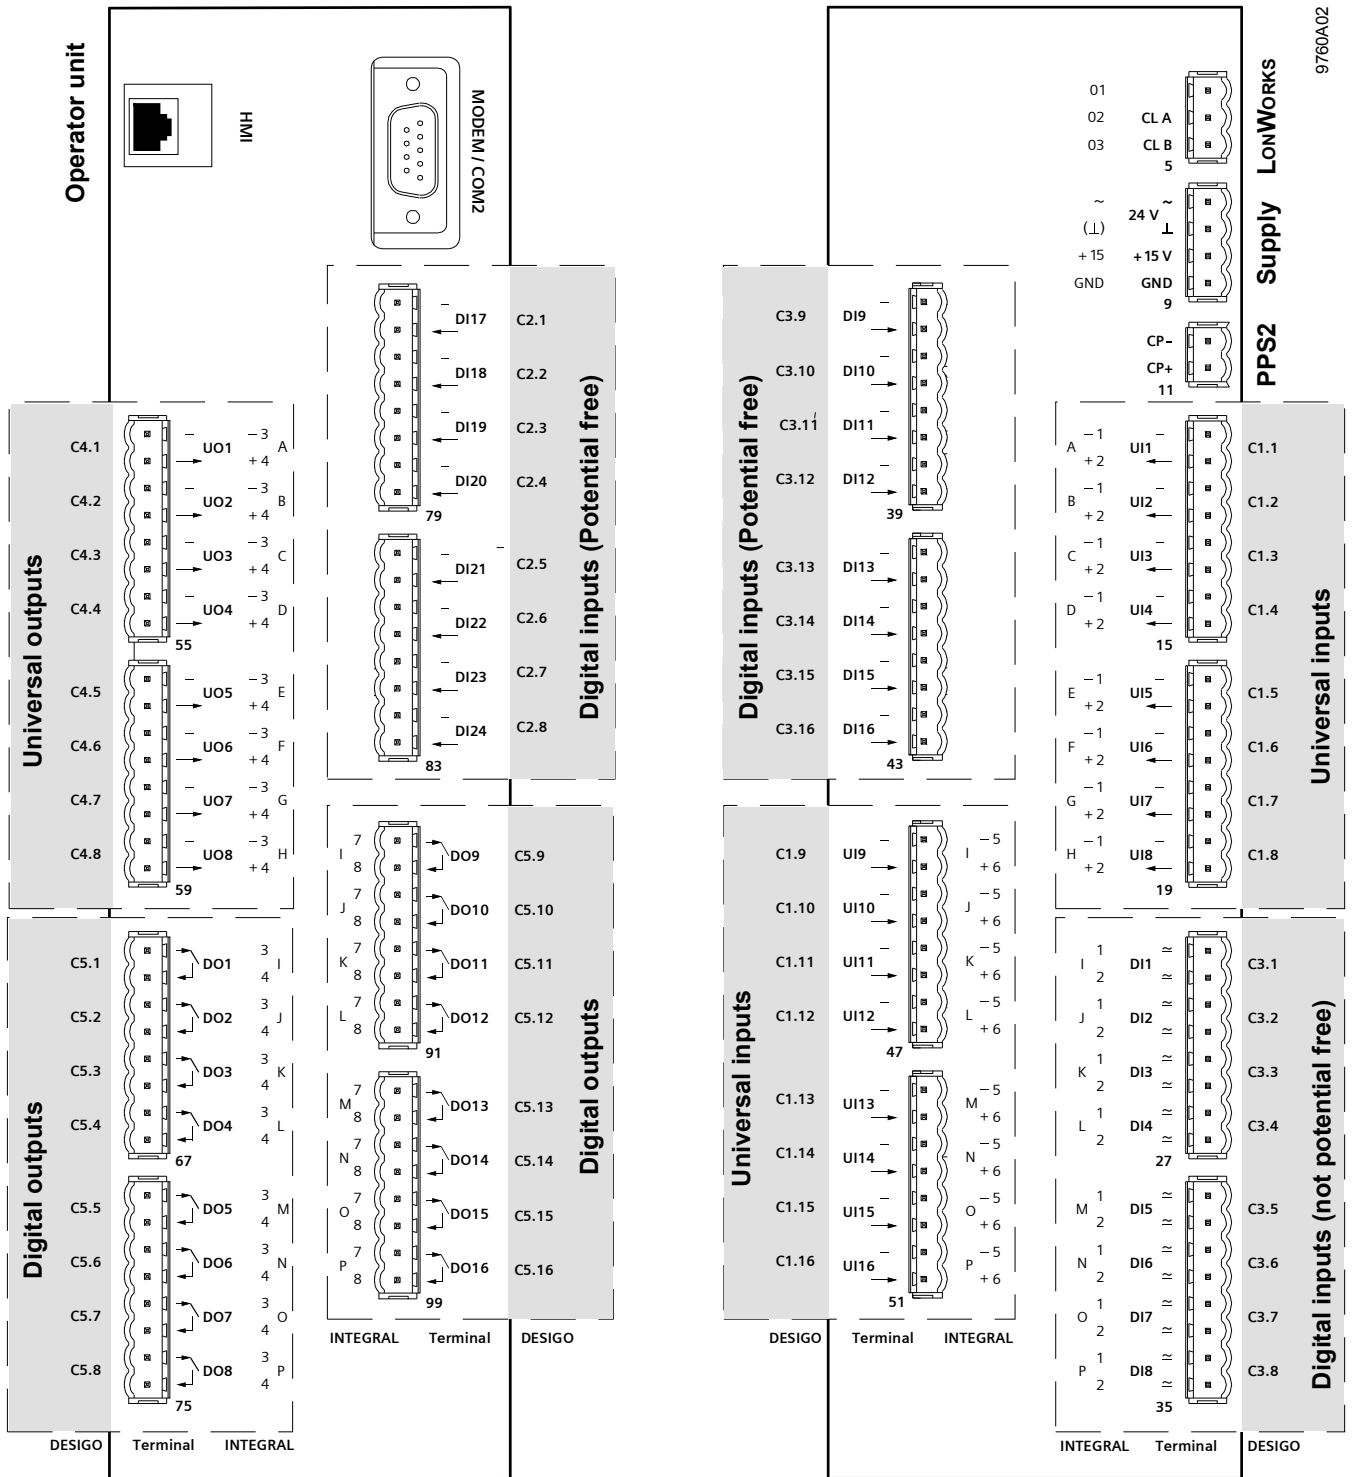 Operator unit
HMI
MODEM / COM2
DI17 C2.1
DI18 C2.2
DI19 C2.3
DI20 C2.4
79
DI21 C2.5
DI22 C2.6
DI23 C2.7
DI24 C2.8
83
Digital inputs (Potential free)
C4.1 – UO1 – 3 + 4 A
C4.2 – UO2 – 3 + 4 B
C4.3 – UO3 – 3 + 4 C
C4.4 – UO4 – 3 + 4 D
55
C4.5 – UO5 – 3 + 4 E
C4.6 – UO6 – 3 + 4 F
C4.7 – UO7 – 3 + 4 G
C4.8 – UO8 – 3 + 4 H
59
Universal outputs
I 7 8 DO9 C5.9
J 7 8 DO10 C5.10
K 7 8 DO11 C5.11
L 7 8 DO12 C5.12
91
M 7 8 DO13 C5.13
N 7 8 DO14 C5.14
O 7 8 DO15 C5.15
P 7 8 DO16 C5.16
99
Digital outputs
INTEGRAL Terminal DESIGO
C5.1 DO1 3 4 I
C5.2 DO2 3 4 J
C5.3 DO3 3 4 K
C5.4 DO4 3 4 L
67
C5.5 DO5 3 4 M
C5.6 DO6 3 4 N
C5.7 DO7 3 4 O
C5.8 DO8 3 4 P
75
Digital outputs
DESIGO Terminal INTEGRAL
9760A02
01
02 CL A
03 CL B
5
LONWORKS
~ 24 V ~
(⊥) ⊥
+ 15 + 15 V
GND GND
9
Supply
CP –
CP+
11
PPS2
C3.9 DI9
C3.10 DI10
C3.11 DI11
C3.12 DI12
39
C3.13 DI13
C3.14 DI14
C3.15 DI15
C3.16 DI16
43
Digital inputs (Potential free)
A – 1 + 2 UI1 – C1.1
B – 1 + 2 UI2 – C1.2
C – 1 + 2 UI3 – C1.3
D – 1 + 2 UI4 – C1.4
15
E – 1 + 2 UI5 – C1.5
F – 1 + 2 UI6 – C1.6
G – 1 + 2 UI7 – C1.7
H – 1 + 2 UI8 – C1.8
19
Universal inputs
C1.9 UI9 – I – 5 + 6
C1.10 UI10 – J – 5 + 6
C1.11 UI11 – K – 5 + 6
C1.12 UI12 – L – 5 + 6
47
C1.13 UI13 – M – 5 + 6
C1.14 UI14 – N – 5 + 6
C1.15 UI15 – O – 5 + 6
C1.16 UI16 – P – 5 + 6
51
Universal inputs
DESIGO Terminal INTEGRAL
I 1 2 DI1 ≃ ≃ C3.1
J 1 2 DI2 ≃ ≃ C3.2
K 1 2 DI3 ≃ ≃ C3.3
L 1 2 DI4 ≃ ≃ C3.4
27
M 1 2 DI5 ≃ ≃ C3.5
N 1 2 DI6 ≃ ≃ C3.6
O 1 2 DI7 ≃ ≃ C3.7
P 1 2 DI8 ≃ ≃ C3.8
35
Digital inputs (not potential free)
INTEGRAL Terminal DESIGO